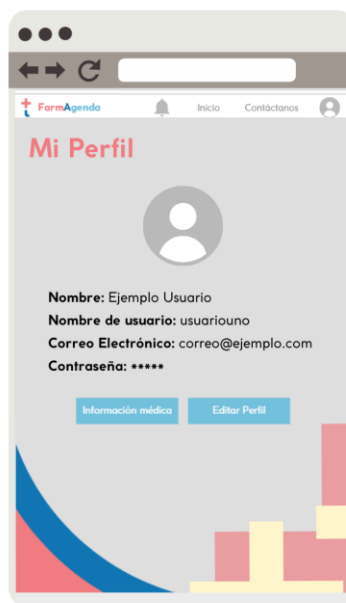 FarmAgenda Inicio Contáctanos
Mi Perfil
Nombre: Ejemplo Usuario
Nombre de usuario: usuariouno
Correo Electrónico: correo@ejemplo.com
Contraseña: *****
Información médica Editar Perfil